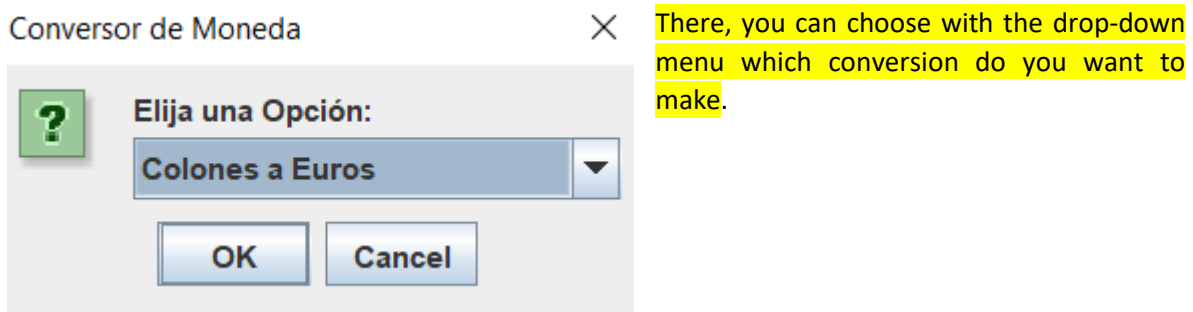 Conversor de Moneda
Elija una Opción:
Colones a Euros
OK
Cancel
There, you can choose with the drop-down
menu which conversion do you want to
make.